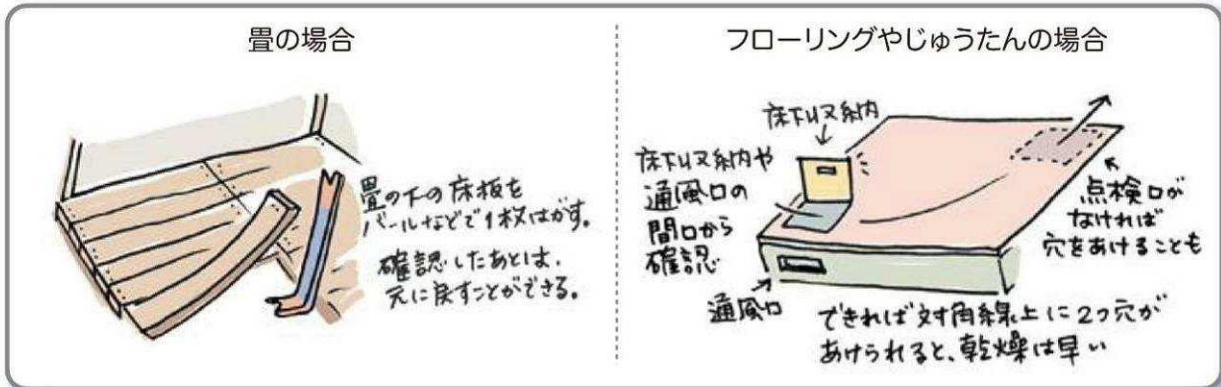 畳の場合
畳の下の床板を
バールなどで1枚はがす。
確認したあとは、
元に戻すことができる。
フローリングやじゅうたんの場合
床下収納
床下収納や
通風口の
間口から
確認
通風口
点検口が
なければ
穴をあけることも
できれば対角線上に2つ穴が
あけられると、乾燥は早い